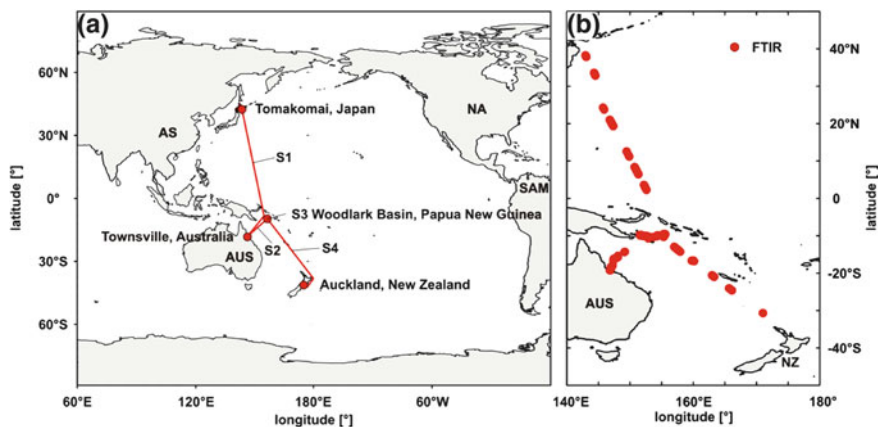 (a)
60°N
30°N
0°
30°S
60°S
latitude [°]
60°E
120°E
180°E
60°W
longitude [°]
AS
NA
SAM
AUS
Tomakomai, Japan
S1
S3 Woodlark Basin, Papua New Guinea
Townsville, Australia
S2
S4
Auckland, New Zealand
(b)
FTIR
AUS
NZ
40°N
20°N
0°
-20°S
-40°S
latitude [°]
140°E
160°
180°
longitude [°]